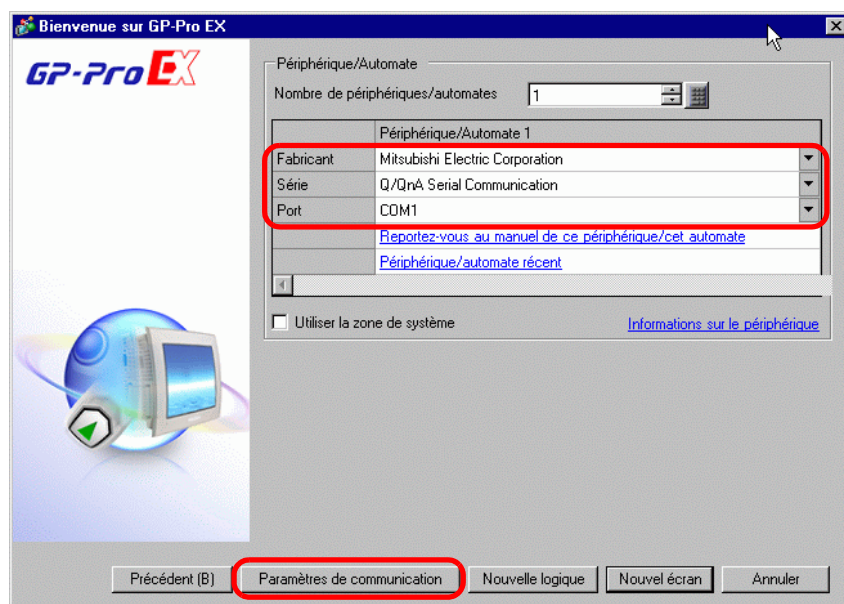 Bienvenue sur GP-Pro EX
GP-Pro EX
Périphérique/Automate
Nombre de périphériques/automates 1
Périphérique/Automate 1
Fabricant Mitsubishi Electric Corporation
Série Q/QnA Serial Communication
Port COM1
Reportez-vous au manuel de ce périphérique/cet automate
Périphérique/automate récent
Utiliser la zone de système Informations sur le périphérique
Précédent (B) Paramètres de communication Nouvelle logique Nouvel écran Annuler